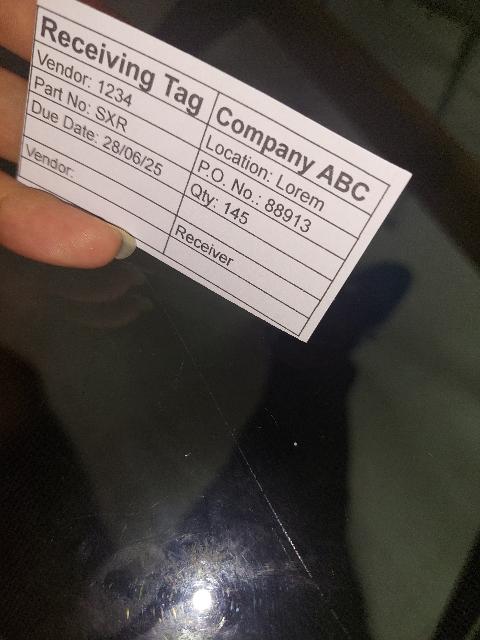 Receiving Tag
Company ABC
Vendor: 1234
Location: Lorem
Part No: SXR
P.O. No.: 88913
Due Date: 28/06/25
Qty: 145
Vendor:
Receiver